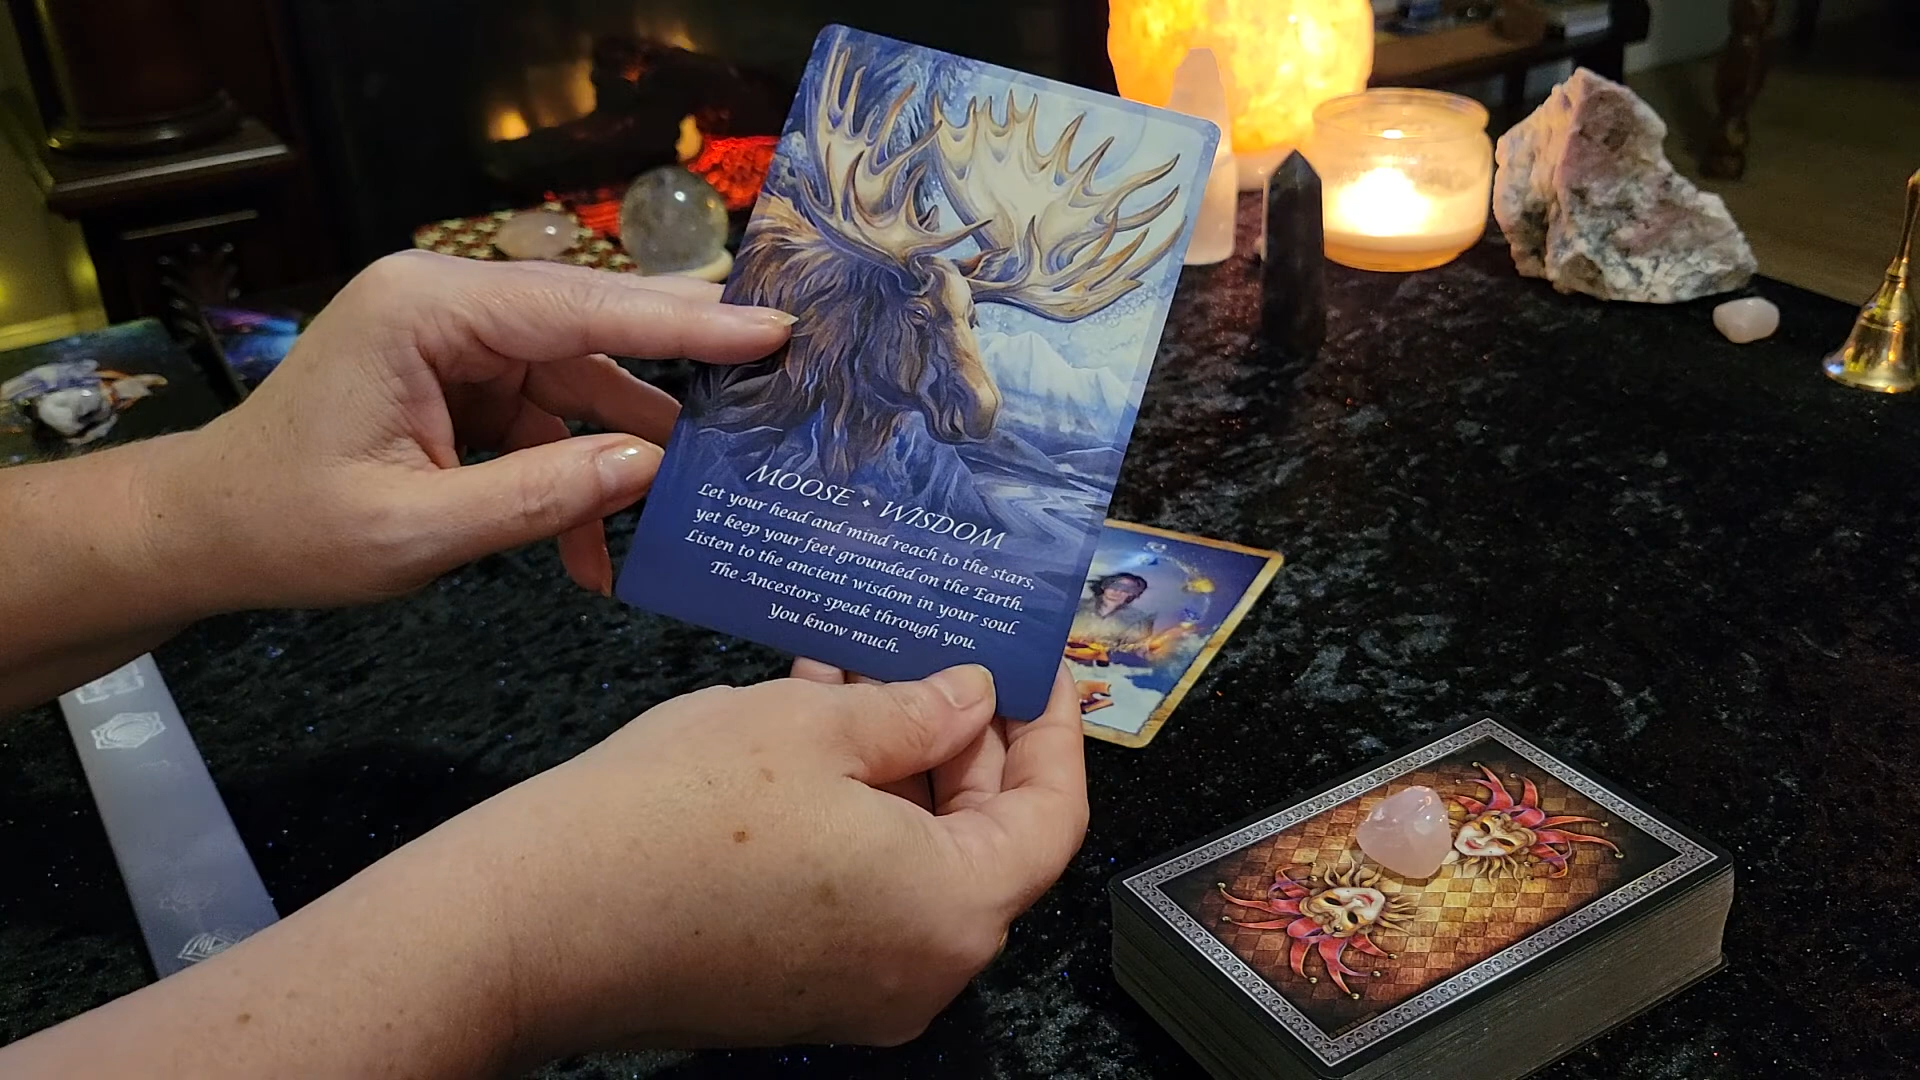 MOOSE ✦ WISDOM
Let your head and mind reach to the stars,
yet keep your feet grounded on the Earth.
Listen to the ancient wisdom in your soul.
The Ancestors speak through you.
You know much.